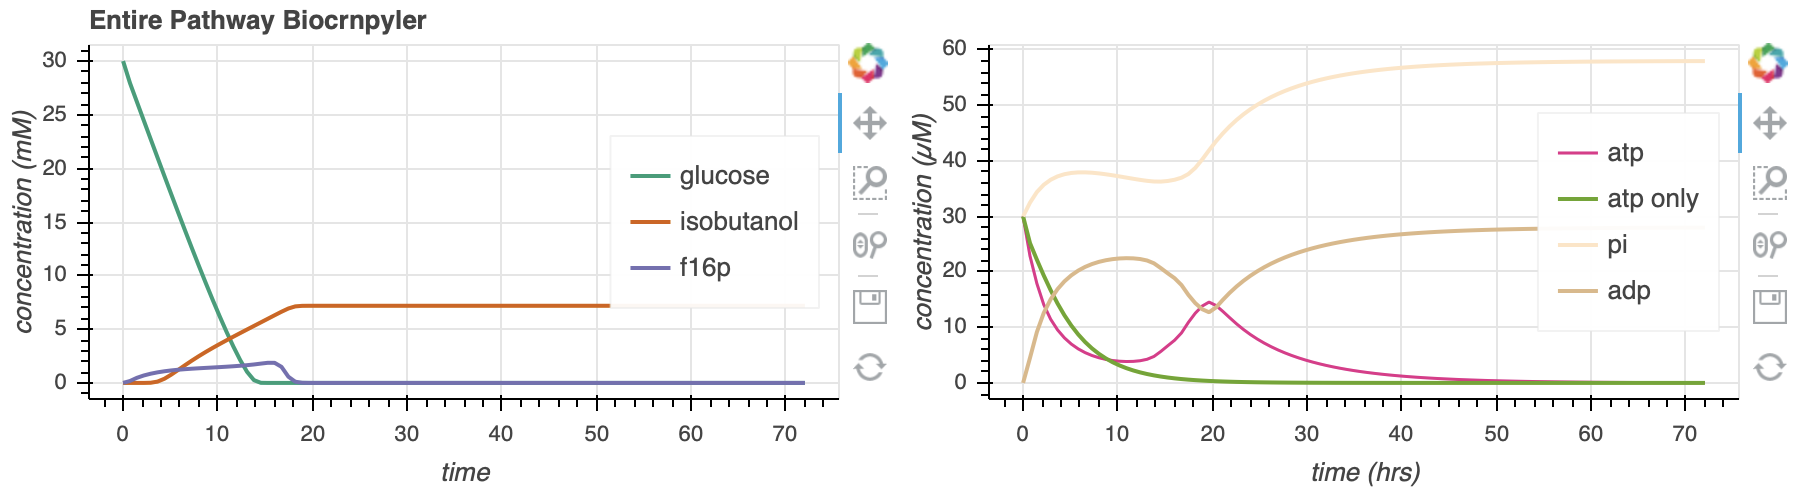 Entire Pathway Biocrnpyler
concentration (mM)
30
25
20
15
10
5
0
0 10 20 30 40 50 60 70
time
glucose
isobutanol
f16p
concentration (µM)
60
50
40
30
20
10
0
0 10 20 30 40 50 60 70
time (hrs)
atp
atp only
pi
adp